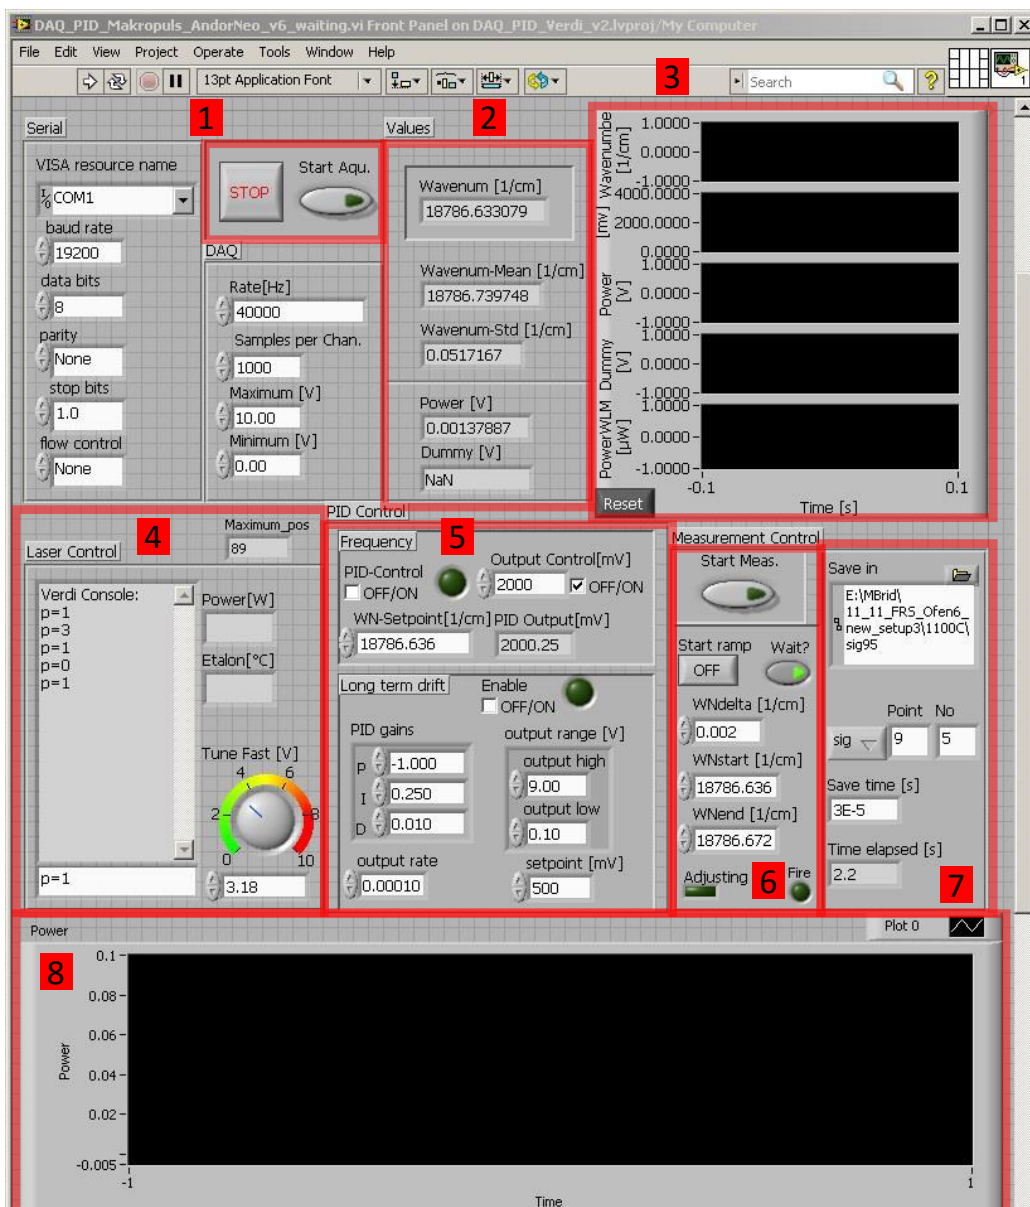 DAQ_PID_Makropuls_AndorNeo_v6_waiting.vi Front Panel on DAQ_PID_Verdi_v2.lvproj/My Computer
File Edit View Project Operate Tools Window Help
13pt Application Font
Search
?
1
1
Serial
VISA resource name
I/0 COM1
baud rate
19200
data bits
8
parity
None
stop bits
1.0
flow control
None
STOP
Start Aqu.
DAQ
Rate[Hz]
40000
Samples per Chan.
1000
Maximum [V]
10.00
Minimum [V]
0.00
Values
2
Wavenum [1/cm]
18786.633079
Wavenum-Mean [1/cm]
18786.739748
Wavenum-Std [1/cm]
0.0517167
Power [V]
0.00137887
Dummy [V]
NaN
3
Wavenumbe
[1/cm]
1.0000
0.0000
-1.0000
[mv]
4000.0000
2000.0000
0.0000
Power
[V]
1.0000
0.0000
-1.0000
Dummy
[V]
1.0000
0.0000
-1.0000
PowerWLM
[µW]
1.0000
0.0000
-1.0000
-0.1
0.1
Time [s]
Reset
4
Maximum_pos
89
Laser Control
Verdi Console:
p=1
p=3
p=1
p=0
p=1
p=1
Power[W]
Etalon[°C]
Tune Fast [V]
0
2
4
6
8
10
3.18
PID Control
5
Frequency
PID-Control
OFF/ON
Output Control[mV]
2000
OFF/ON
WN-Setpoint[1/cm]
18786.636
PID Output[mV]
2000.25
Long term drift
Enable
OFF/ON
PID gains
P -1.000
I 0.250
D 0.010
output range [V]
output high
9.00
output low
0.10
output rate
0.00010
setpoint [mV]
500
Measurement Control
Start Meas.
Start ramp
OFF
Wait?
WNdelta [1/cm]
0.002
WNstart [1/cm]
18786.636
WNend [1/cm]
18786.672
Adjusting
6
Fire
Save in
E:\MBrid\
11_11_FRS_Ofen6_
new_setup3\1100C\
sig95
Point No
sig 9 5
Save time [s]
3E-5
Time elapsed [s]
2.2
7
Power
Plot 0
8
Power
0.1
0.08
0.06
0.04
0.02
-0.005
-1
1
Time